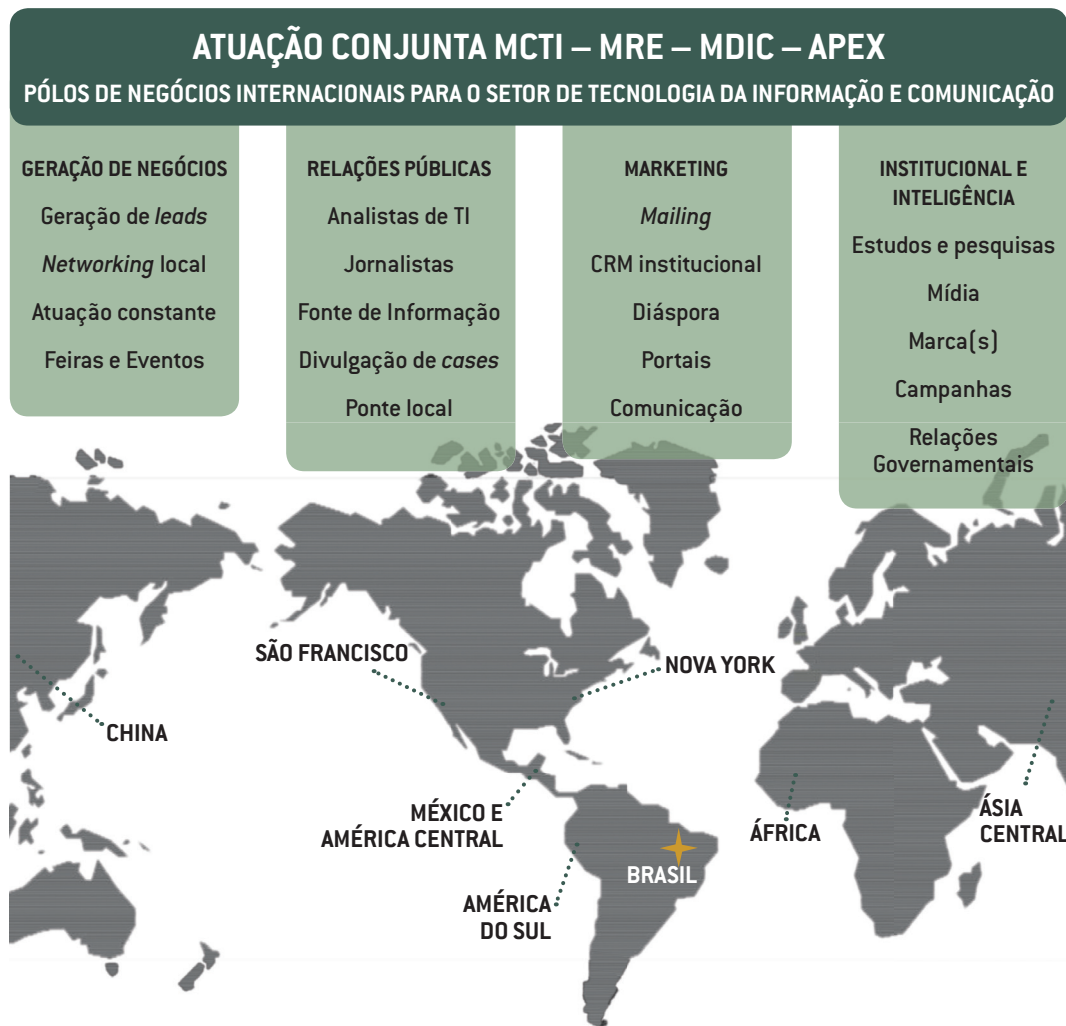 ATUAÇÃO CONJUNTA MCTI – MRE – MDIC – APEX
PÓLOS DE NEGÓCIOS INTERNACIONAIS PARA O SETOR DE TECNOLOGIA DA INFORMAÇÃO E COMUNICAÇÃO
GERAÇÃO DE NEGÓCIOS
Geração de leads
Networking local
Atuação constante
Feiras e Eventos
RELAÇÕES PÚBLICAS
Analistas de TI
Jornalistas
Fonte de Informação
Divulgação de cases
Ponte local
MARKETING
Mailing
CRM institucional
Diáspora
Portais
Comunicação
INSTITUCIONAL E
INTELIGÊNCIA
Estudos e pesquisas
Mídia
Marca(s)
Campanhas
Relações
Governamentais
SÃO FRANCISCO
NOVA YORK
CHINA
MÉXICO E
AMÉRICA CENTRAL
ÁFRICA
ÁSIA
CENTRAL
BRASIL
AMÉRICA
DO SUL